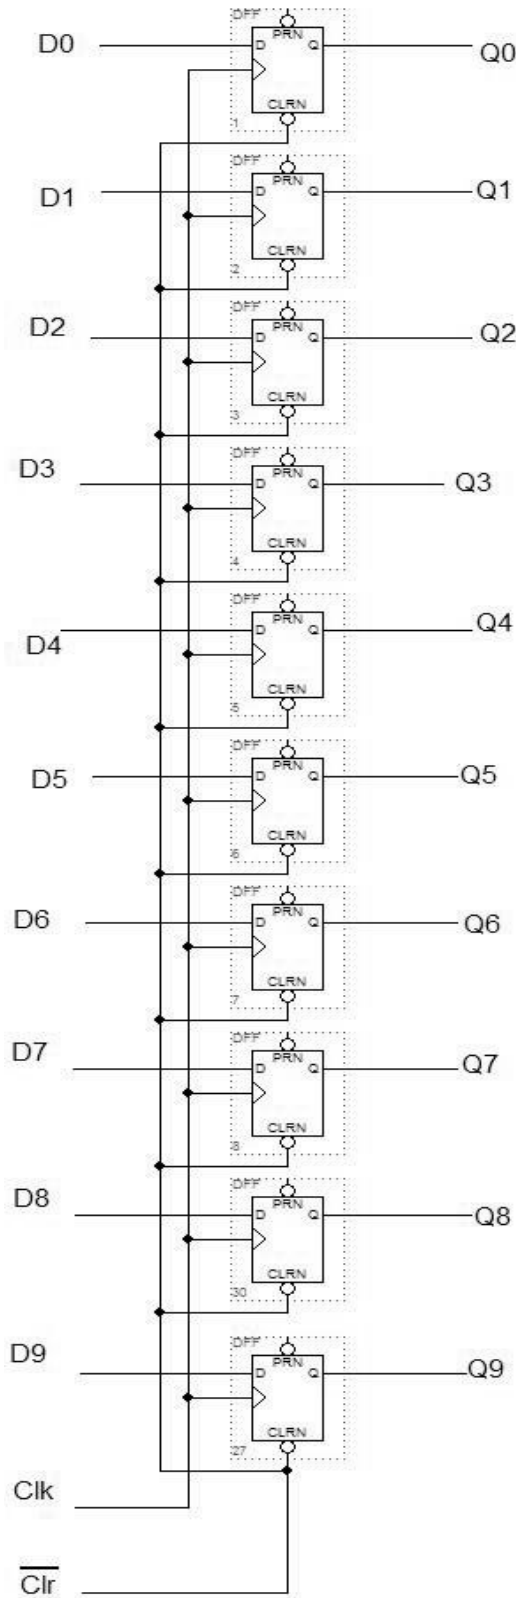 DFF
PRN
D0 D Q Q0
CLRN
1
DFF
PRN
D1 D Q Q1
CLRN
2
DFF
PRN
D2 D Q Q2
CLRN
3
DFF
PRN
D3 D Q Q3
CLRN
4
DFF
PRN
D4 D Q Q4
CLRN
5
DFF
PRN
D5 D Q Q5
CLRN
6
DFF
PRN
D6 D Q Q6
CLRN
7
DFF
PRN
D7 D Q Q7
CLRN
8
DFF
PRN
D8 D Q Q8
CLRN
30
DFF
PRN
D9 D Q Q9
CLRN
27
Clk
Clr